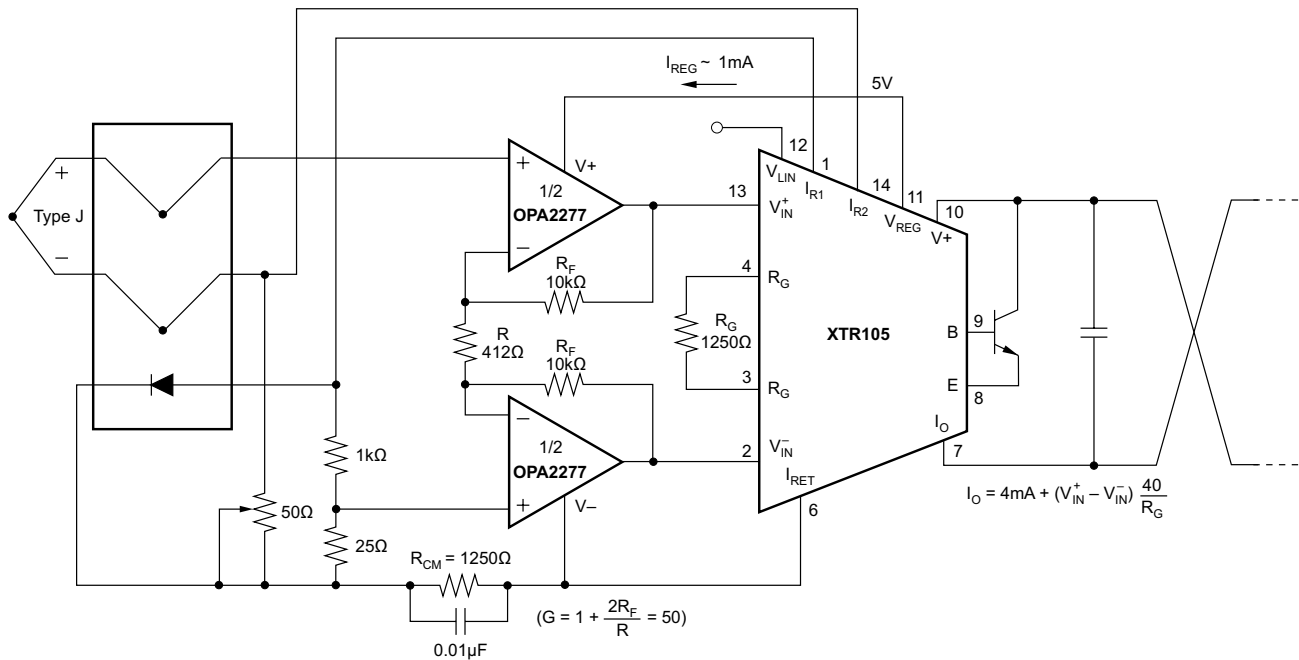 I_REG ~ 1mA
5V
+
Type J
−
+
V+
1/2
OPA2277
−
R_F
10kΩ
R
412Ω
R_F
10kΩ
−
1/2
OPA2277
+
V−
1kΩ
50Ω
25Ω
R_CM = 1250Ω
0.01μF
(G = 1 + 2R_F / R = 50)
12
V_LIN
1
I_R1
14
I_R2
11
V_REG
10
V+
13
V_IN^+
4
R_G
R_G
1250Ω
3
R_G
XTR105
B
9
E
8
I_O
7
2
V_IN^−
I_RET
6
I_O = 4mA + (V_IN^+ − V_IN^−) 40 / R_G